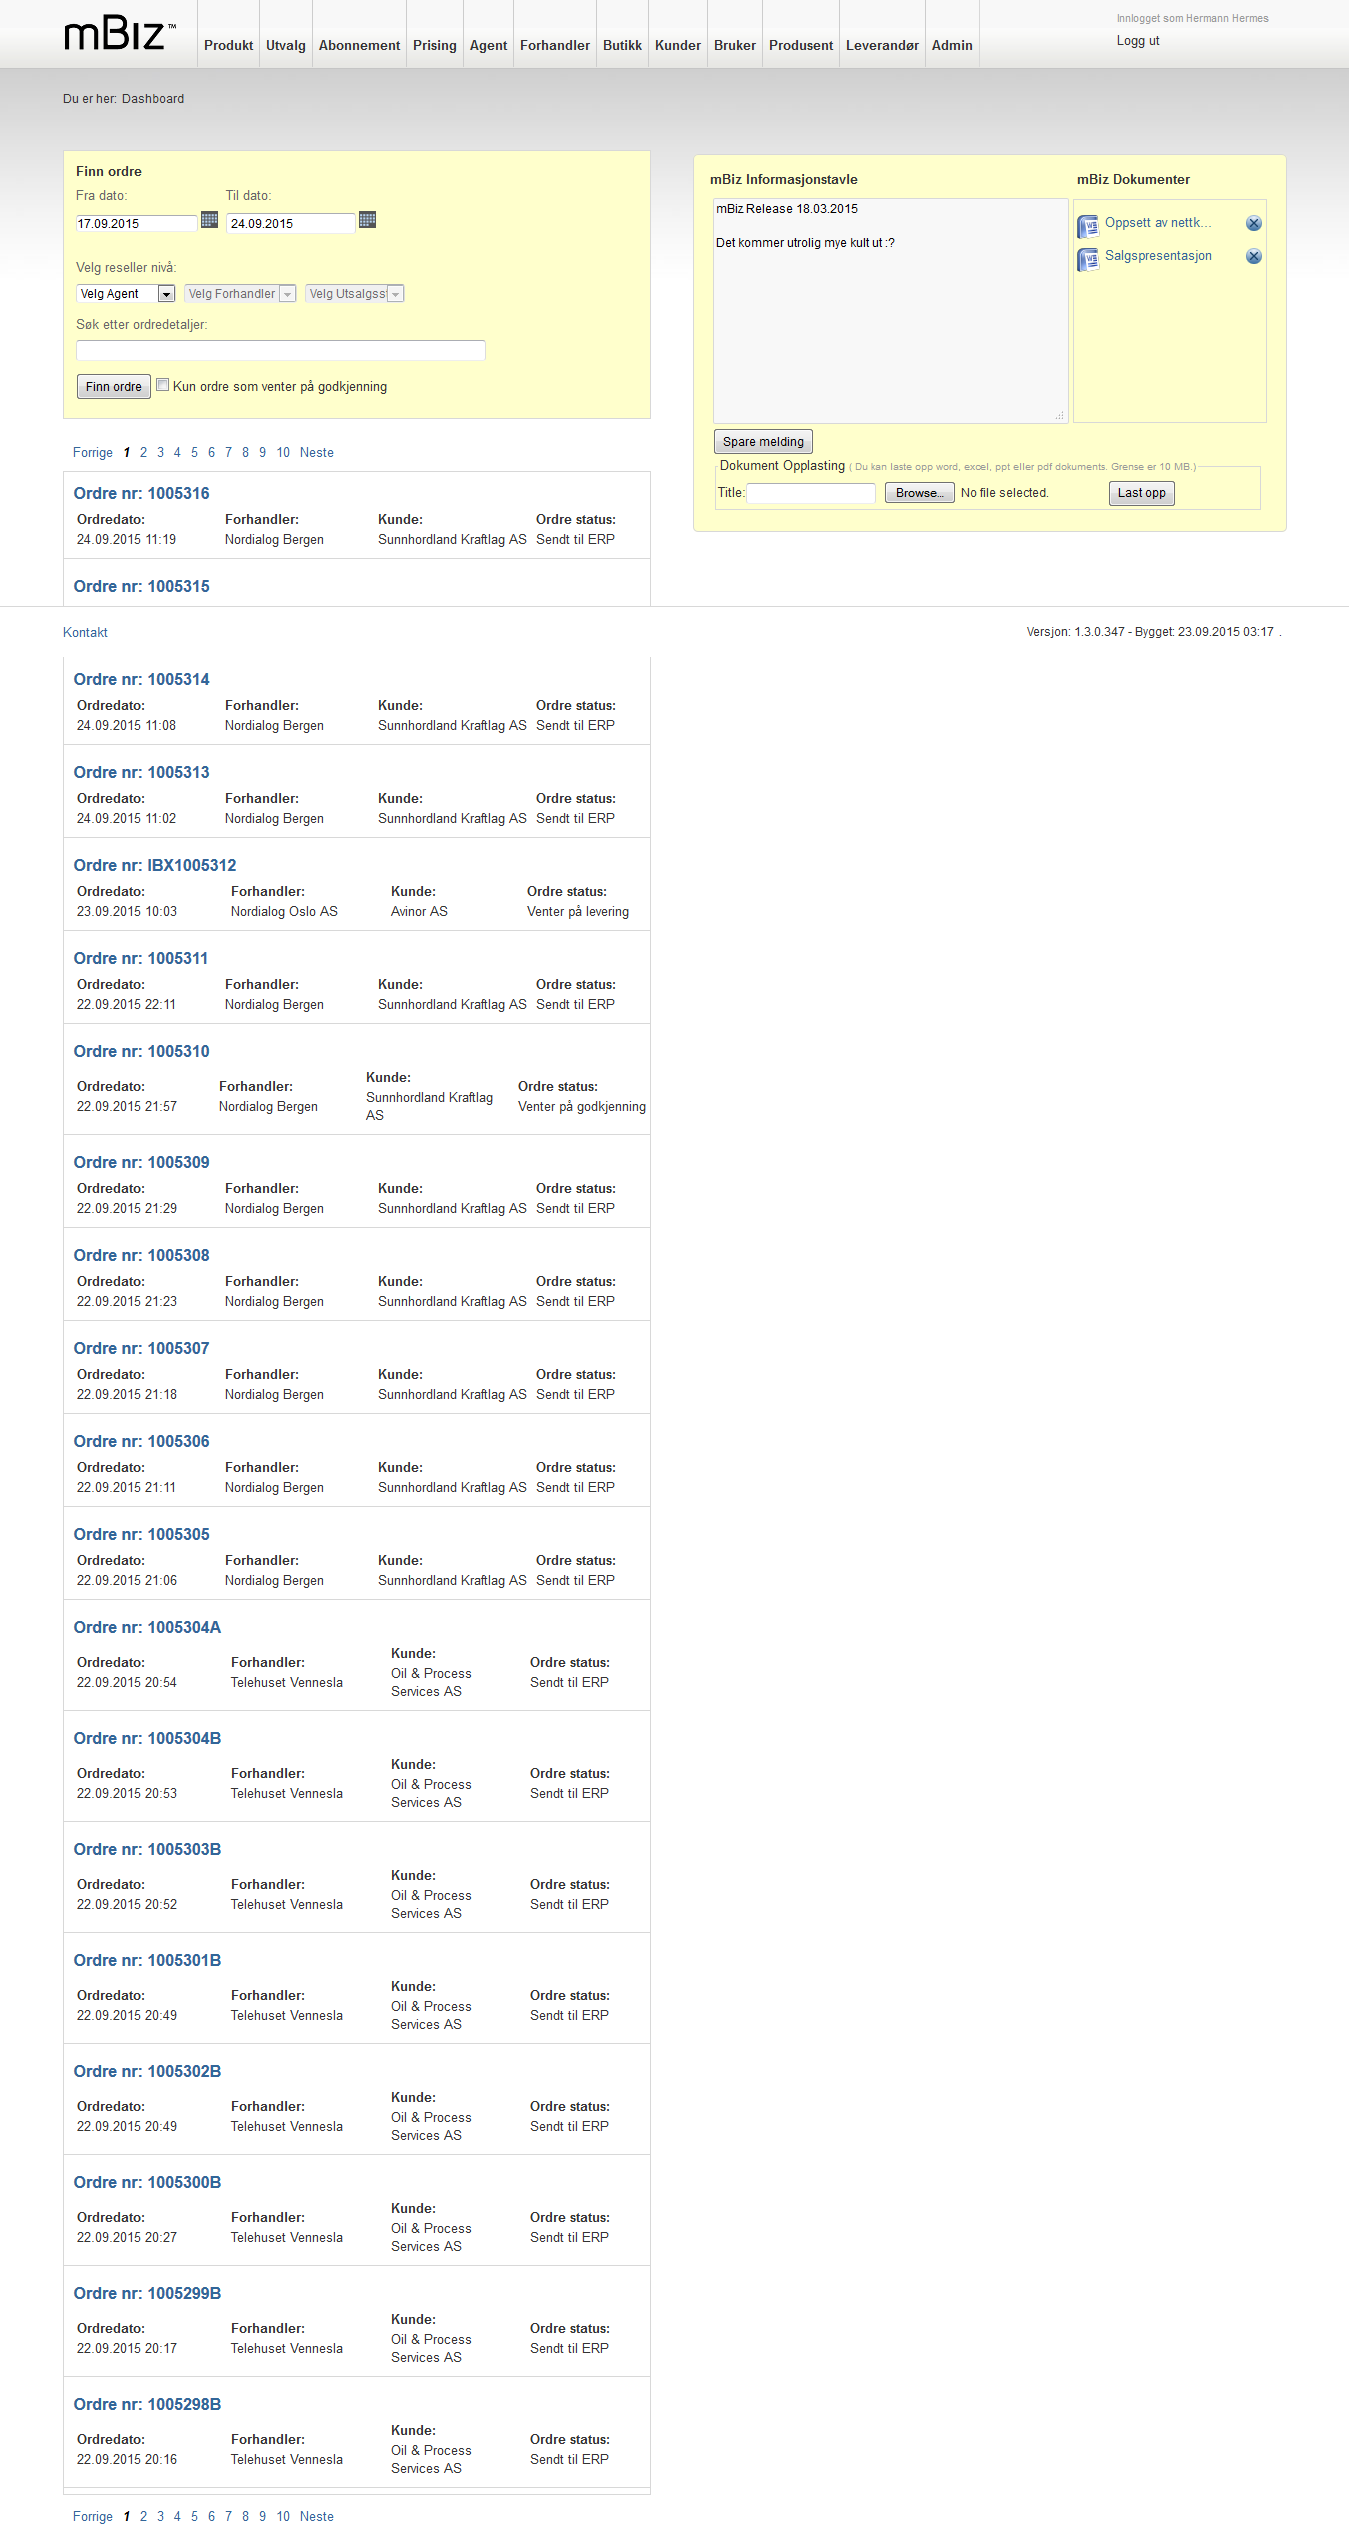 mBiz™
Produkt Utvalg Abonnement Prising Agent Forhandler Butikk Kunder Bruker Produsent Leverandør Admin
Innlogget som Hermann Hermes
Logg ut
Du er her: Dashboard
Finn ordre
Fra dato: Til dato:
17.09.2015 24.09.2015
Velg reseller nivå:
Velg Agent Velg Forhandler Velg Utsalgss
Søk etter ordredetaljer:
Finn ordre Kun ordre som venter på godkjenning
mBiz Informasjonstavle mBiz Dokumenter
mBiz Release 18.03.2015
Det kommer utrolig mye kult ut :?
Oppsett av nettk...
Salgspresentasjon
Spare melding
Dokument Opplasting ( Du kan laste opp word, excel, ppt eller pdf dokuments. Grense er 10 MB.)
Title: Browse... No file selected. Last opp
Forrige 1 2 3 4 5 6 7 8 9 10 Neste
Ordre nr: 1005316
Ordredato: Forhandler: Kunde: Ordre status:
24.09.2015 11:19 Nordialog Bergen Sunnhordland Kraftlag AS Sendt til ERP
Ordre nr: 1005315
Kontakt Versjon: 1.3.0.347 - Bygget: 23.09.2015 03:17 .
Ordre nr: 1005314
Ordredato: Forhandler: Kunde: Ordre status:
24.09.2015 11:08 Nordialog Bergen Sunnhordland Kraftlag AS Sendt til ERP
Ordre nr: 1005313
Ordredato: Forhandler: Kunde: Ordre status:
24.09.2015 11:02 Nordialog Bergen Sunnhordland Kraftlag AS Sendt til ERP
Ordre nr: IBX1005312
Ordredato: Forhandler: Kunde: Ordre status:
23.09.2015 10:03 Nordialog Oslo AS Avinor AS Venter på levering
Ordre nr: 1005311
Ordredato: Forhandler: Kunde: Ordre status:
22.09.2015 22:11 Nordialog Bergen Sunnhordland Kraftlag AS Sendt til ERP
Ordre nr: 1005310
Ordredato: Forhandler: Kunde: Ordre status:
22.09.2015 21:57 Nordialog Bergen Sunnhordland Kraftlag Venter på godkjenning
AS
Ordre nr: 1005309
Ordredato: Forhandler: Kunde: Ordre status:
22.09.2015 21:29 Nordialog Bergen Sunnhordland Kraftlag AS Sendt til ERP
Ordre nr: 1005308
Ordredato: Forhandler: Kunde: Ordre status:
22.09.2015 21:23 Nordialog Bergen Sunnhordland Kraftlag AS Sendt til ERP
Ordre nr: 1005307
Ordredato: Forhandler: Kunde: Ordre status:
22.09.2015 21:18 Nordialog Bergen Sunnhordland Kraftlag AS Sendt til ERP
Ordre nr: 1005306
Ordredato: Forhandler: Kunde: Ordre status:
22.09.2015 21:11 Nordialog Bergen Sunnhordland Kraftlag AS Sendt til ERP
Ordre nr: 1005305
Ordredato: Forhandler: Kunde: Ordre status:
22.09.2015 21:06 Nordialog Bergen Sunnhordland Kraftlag AS Sendt til ERP
Ordre nr: 1005304A
Ordredato: Forhandler: Kunde: Ordre status:
22.09.2015 20:54 Telehuset Vennesla Oil & Process Sendt til ERP
Services AS
Ordre nr: 1005304B
Ordredato: Forhandler: Kunde: Ordre status:
22.09.2015 20:53 Telehuset Vennesla Oil & Process Sendt til ERP
Services AS
Ordre nr: 1005303B
Ordredato: Forhandler: Kunde: Ordre status:
22.09.2015 20:52 Telehuset Vennesla Oil & Process Sendt til ERP
Services AS
Ordre nr: 1005301B
Ordredato: Forhandler: Kunde: Ordre status:
22.09.2015 20:49 Telehuset Vennesla Oil & Process Sendt til ERP
Services AS
Ordre nr: 1005302B
Ordredato: Forhandler: Kunde: Ordre status:
22.09.2015 20:49 Telehuset Vennesla Oil & Process Sendt til ERP
Services AS
Ordre nr: 1005300B
Ordredato: Forhandler: Kunde: Ordre status:
22.09.2015 20:27 Telehuset Vennesla Oil & Process Sendt til ERP
Services AS
Ordre nr: 1005299B
Ordredato: Forhandler: Kunde: Ordre status:
22.09.2015 20:17 Telehuset Vennesla Oil & Process Sendt til ERP
Services AS
Ordre nr: 1005298B
Ordredato: Forhandler: Kunde: Ordre status:
22.09.2015 20:16 Telehuset Vennesla Oil & Process Sendt til ERP
Services AS
Forrige 1 2 3 4 5 6 7 8 9 10 Neste